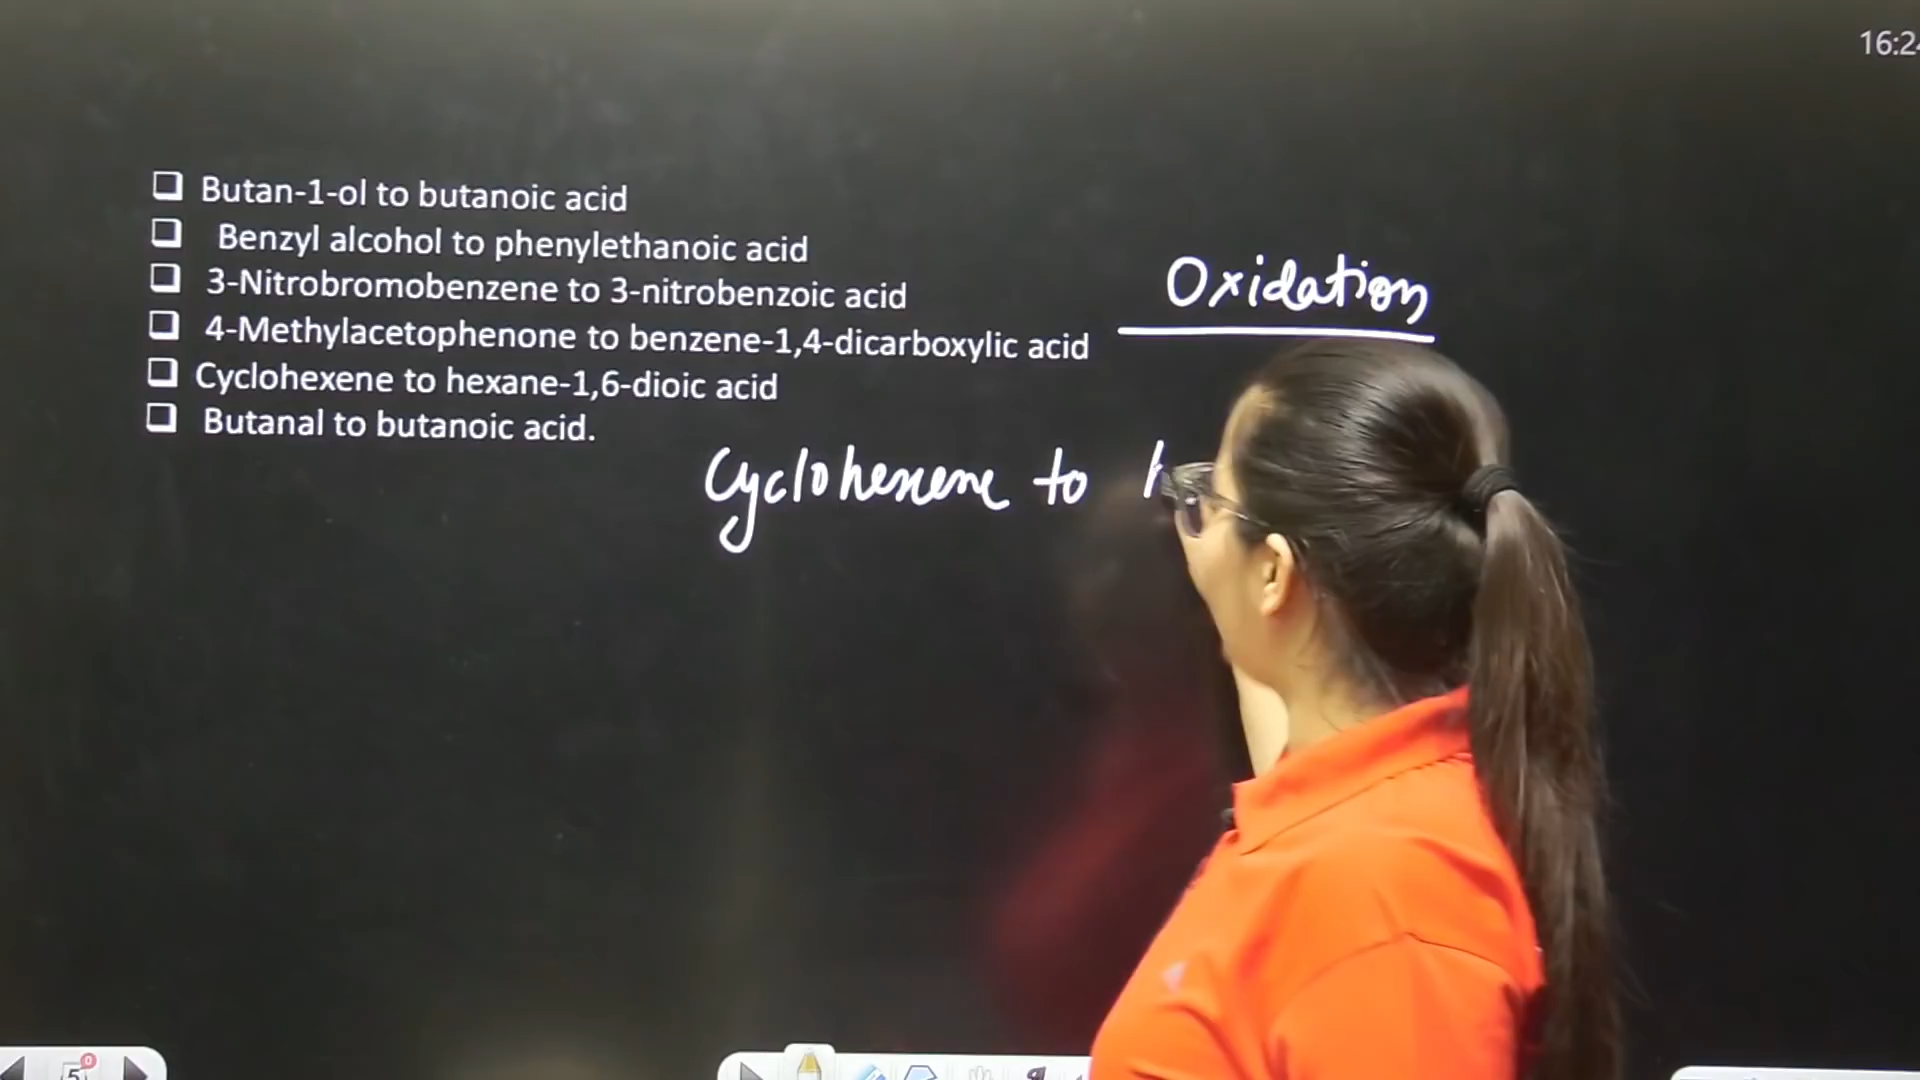 16:2
Butan-1-ol to butanoic acid
Benzyl alcohol to phenylethanoic acid
3-Nitrobromobenzene to 3-nitrobenzoic acid
4-Methylacetophenone to benzene-1,4-dicarboxylic acid
Cyclohexene to hexane-1,6-dioic acid
Butanal to butanoic acid.
Oxidation
Cyclohexene to h
5
0